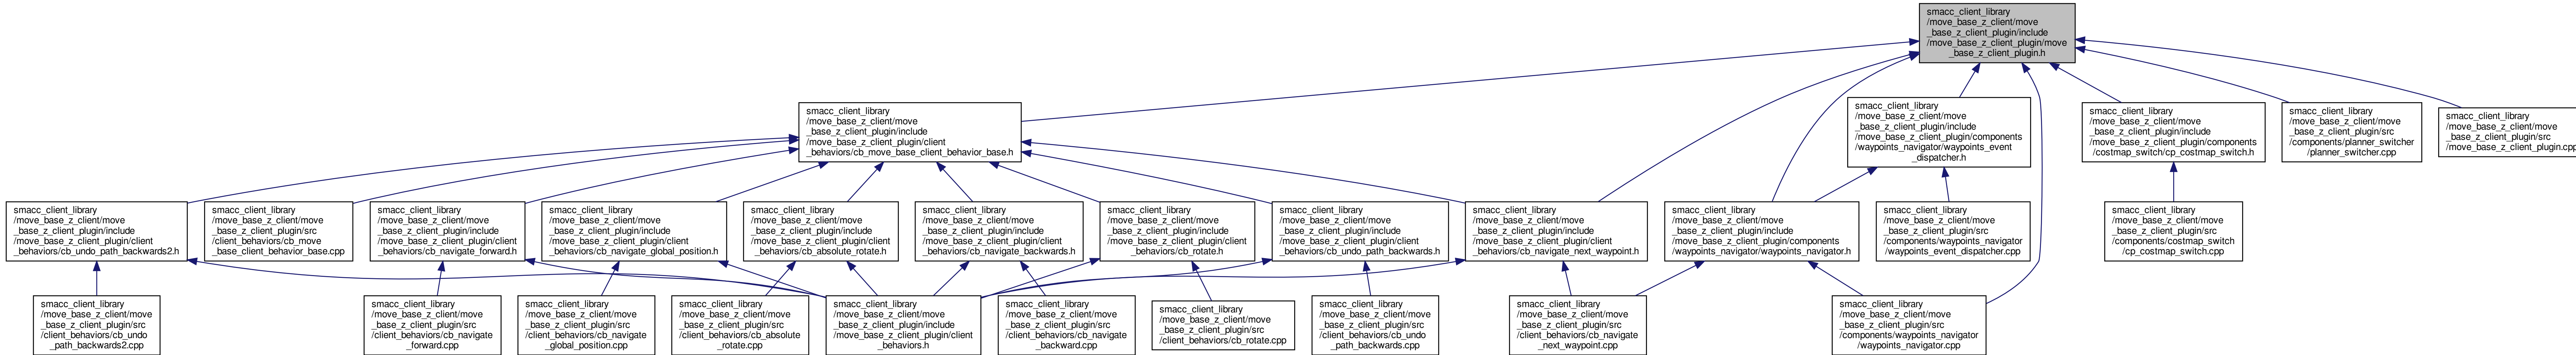 smacc_client_library
/move_base_z_client/move
_base_z_client_plugin/include
/move_base_z_client_plugin/move
_base_z_client_plugin.h
smacc_client_library
/move_base_z_client/move
_base_z_client_plugin/include
/move_base_z_client_plugin/client
_behaviors/cb_move_base_client_behavior_base.h
smacc_client_library
/move_base_z_client/move
_base_z_client_plugin/include
/move_base_z_client_plugin/components
/waypoints_navigator/waypoints_event
_dispatcher.h
smacc_client_library
/move_base_z_client/move
_base_z_client_plugin/include
/move_base_z_client_plugin/components
/costmap_switch/cp_costmap_switch.h
smacc_client_library
/move_base_z_client/move
_base_z_client_plugin/src
/components/planner_switcher
/planner_switcher.cpp
smacc_client_library
/move_base_z_client/move
_base_z_client_plugin/src
/move_base_z_client_plugin.cpp
smacc_client_library
/move_base_z_client/move
_base_z_client_plugin/include
/move_base_z_client_plugin/client
_behaviors/cb_undo_path_backwards2.h
smacc_client_library
/move_base_z_client/move
_base_z_client_plugin/src
/client_behaviors/cb_move
_base_client_behavior_base.cpp
smacc_client_library
/move_base_z_client/move
_base_z_client_plugin/include
/move_base_z_client_plugin/client
_behaviors/cb_navigate_forward.h
smacc_client_library
/move_base_z_client/move
_base_z_client_plugin/include
/move_base_z_client_plugin/client
_behaviors/cb_navigate_global_position.h
smacc_client_library
/move_base_z_client/move
_base_z_client_plugin/include
/move_base_z_client_plugin/client
_behaviors/cb_absolute_rotate.h
smacc_client_library
/move_base_z_client/move
_base_z_client_plugin/include
/move_base_z_client_plugin/client
_behaviors/cb_navigate_backwards.h
smacc_client_library
/move_base_z_client/move
_base_z_client_plugin/include
/move_base_z_client_plugin/client
_behaviors/cb_rotate.h
smacc_client_library
/move_base_z_client/move
_base_z_client_plugin/include
/move_base_z_client_plugin/client
_behaviors/cb_undo_path_backwards.h
smacc_client_library
/move_base_z_client/move
_base_z_client_plugin/include
/move_base_z_client_plugin/client
_behaviors/cb_navigate_next_waypoint.h
smacc_client_library
/move_base_z_client/move
_base_z_client_plugin/include
/move_base_z_client_plugin/components
/waypoints_navigator/waypoints_navigator.h
smacc_client_library
/move_base_z_client/move
_base_z_client_plugin/src
/components/waypoints_navigator
/waypoints_event_dispatcher.cpp
smacc_client_library
/move_base_z_client/move
_base_z_client_plugin/src
/components/costmap_switch
/cp_costmap_switch.cpp
smacc_client_library
/move_base_z_client/move
_base_z_client_plugin/src
/client_behaviors/cb_undo
_path_backwards2.cpp
smacc_client_library
/move_base_z_client/move
_base_z_client_plugin/src
/client_behaviors/cb_navigate
_forward.cpp
smacc_client_library
/move_base_z_client/move
_base_z_client_plugin/src
/client_behaviors/cb_navigate
_global_position.cpp
smacc_client_library
/move_base_z_client/move
_base_z_client_plugin/src
/client_behaviors/cb_absolute
_rotate.cpp
smacc_client_library
/move_base_z_client/move
_base_z_client_plugin/include
/move_base_z_client_plugin/client
_behaviors.h
smacc_client_library
/move_base_z_client/move
_base_z_client_plugin/src
/client_behaviors/cb_navigate
_backward.cpp
smacc_client_library
/move_base_z_client/move
_base_z_client_plugin/src
/client_behaviors/cb_rotate.cpp
smacc_client_library
/move_base_z_client/move
_base_z_client_plugin/src
/client_behaviors/cb_undo
_path_backwards.cpp
smacc_client_library
/move_base_z_client/move
_base_z_client_plugin/src
/client_behaviors/cb_navigate
_next_waypoint.cpp
smacc_client_library
/move_base_z_client/move
_base_z_client_plugin/src
/components/waypoints_navigator
/waypoints_navigator.cpp